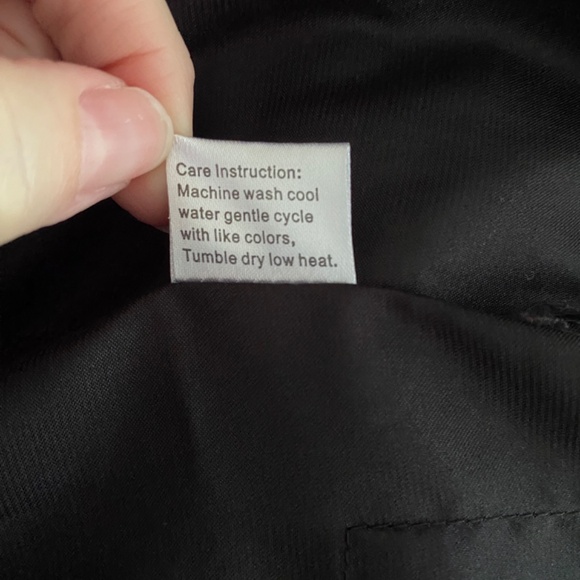 Care Instruction:
Machine wash cool
water gentle cycle
with like colors,
Tumble dry low heat.